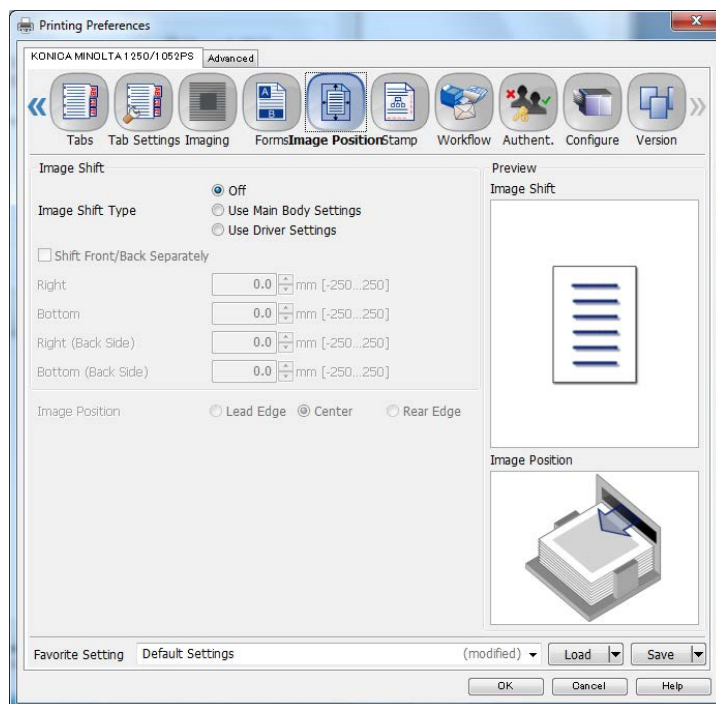 Printing Preferences
KONICA MINOLTA 1250/1052PS Advanced
Tabs Tab Settings Imaging Forms Image Position Stamp Workflow Authent. Configure Version
Image Shift
Image Shift Type
Off
Use Main Body Settings
Use Driver Settings
Shift Front/Back Separately
Right 0.0 mm [-250...250]
Bottom 0.0 mm [-250...250]
Right (Back Side) 0.0 mm [-250...250]
Bottom (Back Side) 0.0 mm [-250...250]
Image Position Lead Edge Center Rear Edge
Preview
Image Shift
Image Position
Favorite Setting Default Settings (modified) Load Save
OK Cancel Help